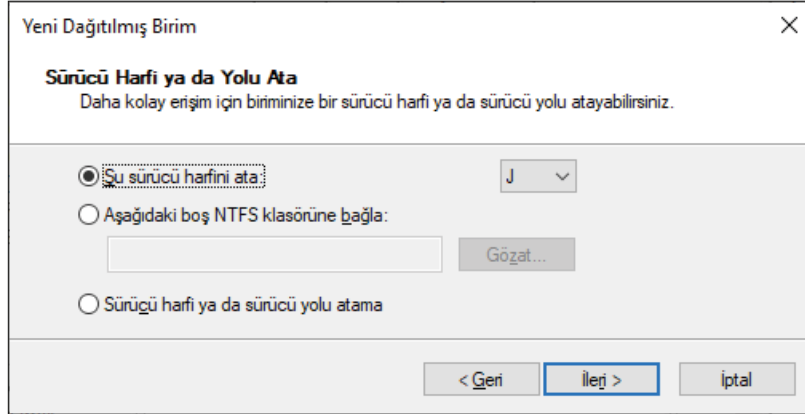 Yeni Dağıtılmış Birim
Sürücü Harfi ya da Yolu Ata
Daha kolay erişim için biriminize bir sürücü harfi ya da sürücü yolu atayabilirsiniz.
Şu sürücü harfini ata: J
Aşağıdaki boş NTFS klasörüne bağla:
Gözat...
Sürücü harfi ya da sürücü yolu atama
< Geri İleri > İptal